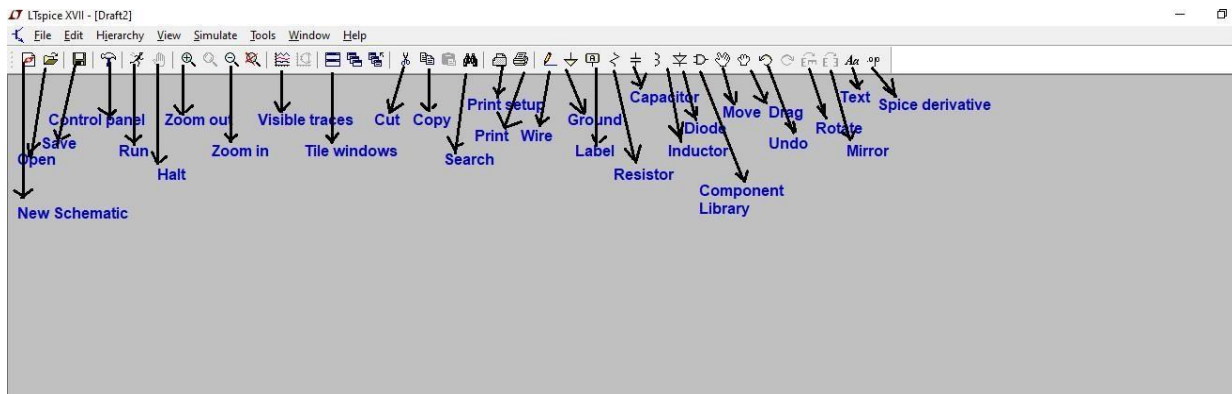 LTspice XVII - [Draft2]
File Edit Hierarchy View Simulate Tools Window Help
Aa .op
Capacitor Text Spice derivative
Print setup Move Drag
Control panel Zoom out Visible traces Cut Copy Ground
Diode Rotate
Print Wire
Save Undo
Run Zoom in Tile windows Label Inductor Mirror
Open Search
Halt Resistor
Component
Library
New Schematic